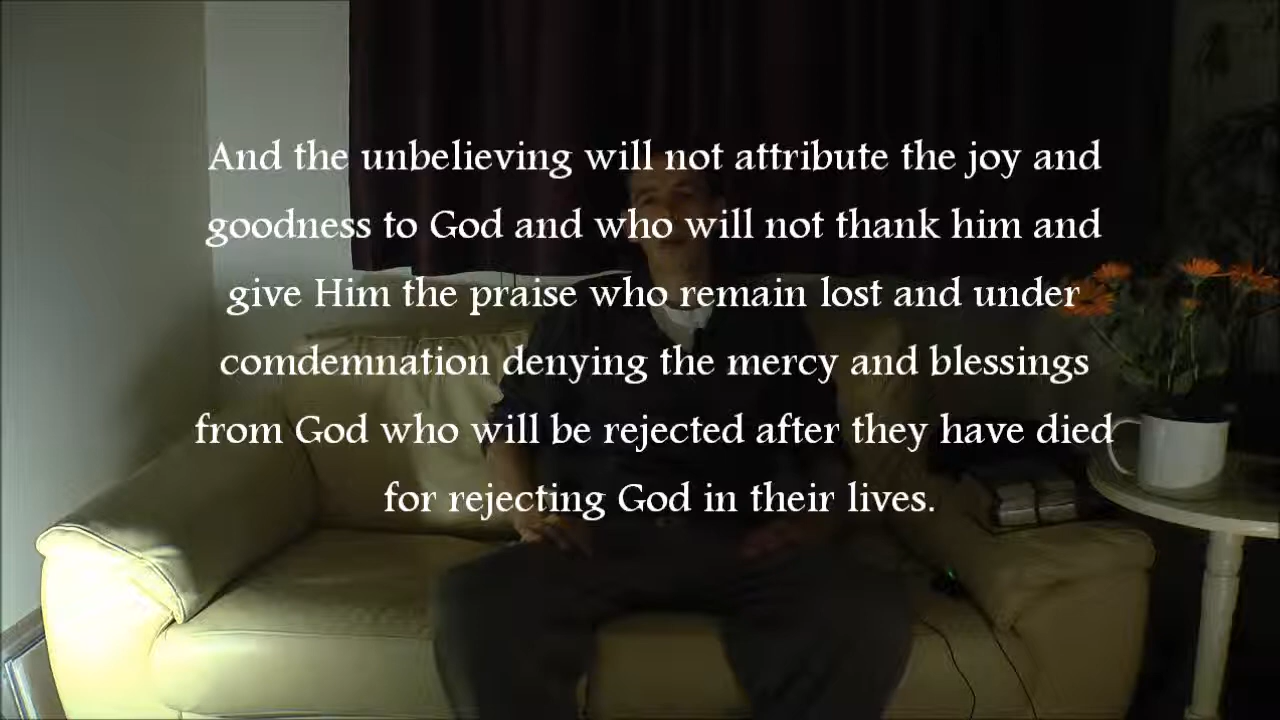 And the unbelieving will not attribute the joy and
goodness to God and who will not thank him and
give Him the praise who remain lost and under
comdemnation denying the mercy and blessings
from God who will be rejected after they have died
for rejecting God in their lives.